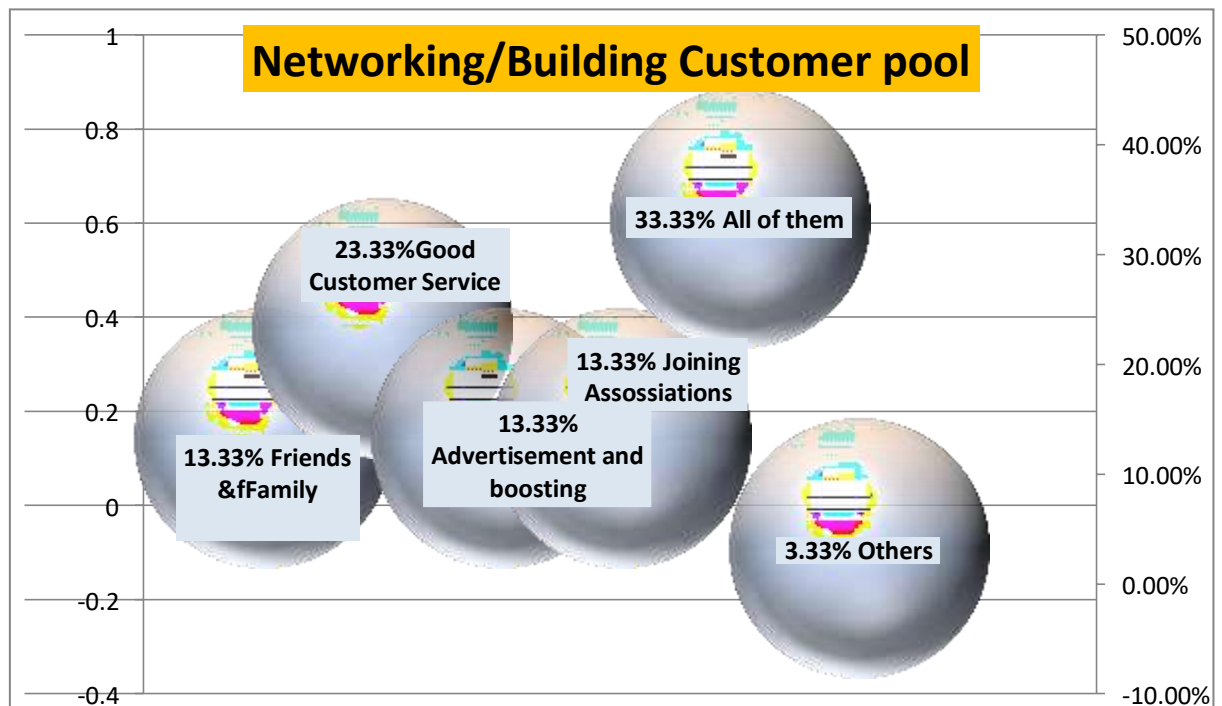 Networking/Building Customer pool
1
0.8
0.6
0.4
0.2
0
-0.2
-0.4
50.00%
40.00%
30.00%
20.00%
10.00%
0.00%
-10.00%
33.33% All of them
23.33%Good
Customer Service
13.33% Joining
Assossiations
13.33%
Advertisement and
boosting
13.33% Friends
&fFamily
3.33% Others